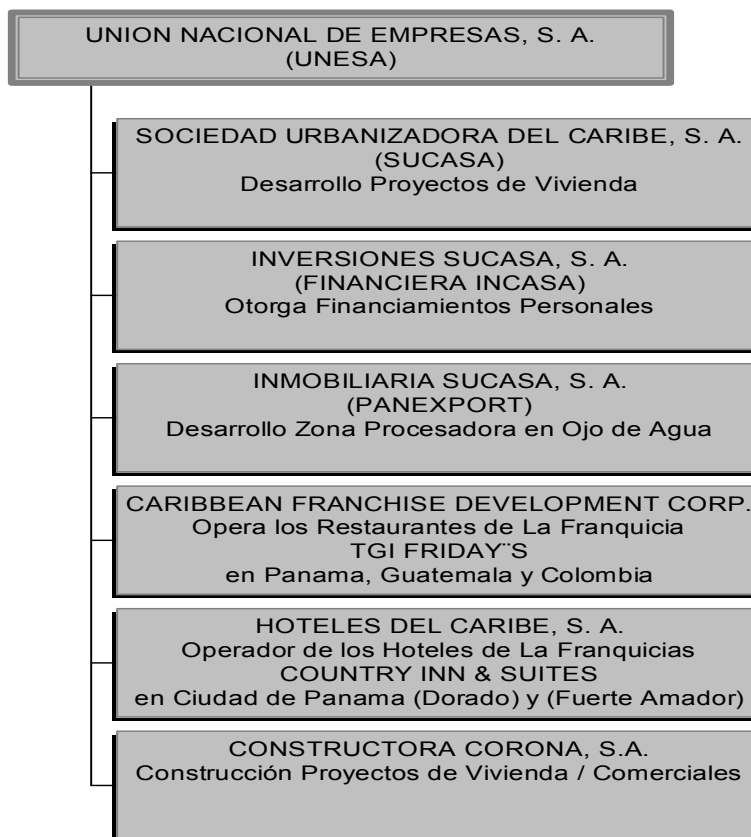 UNION NACIONAL DE EMPRESAS, S. A.
(UNESA)
SOCIEDAD URBANIZADORA DEL CARIBE, S. A.
(SUCASA)
Desarrollo Proyectos de Vivienda
INVERSIONES SUCASA, S. A.
(FINANCIERA INCASA)
Otorga Financiamientos Personales
INMOBILIARIA SUCASA, S. A.
(PANEXPORT)
Desarrollo Zona Procesadora en Ojo de Agua
CARIBBEAN FRANCHISE DEVELOPMENT CORP.
Opera los Restaurantes de La Franquicia
TGI FRIDAY¨S
en Panama, Guatemala y Colombia
HOTELES DEL CARIBE, S. A.
Operador de los Hoteles de La Franquicias
COUNTRY INN & SUITES
en Ciudad de Panama (Dorado) y (Fuerte Amador)
CONSTRUCTORA CORONA, S.A.
Construcción Proyectos de Vivienda / Comerciales